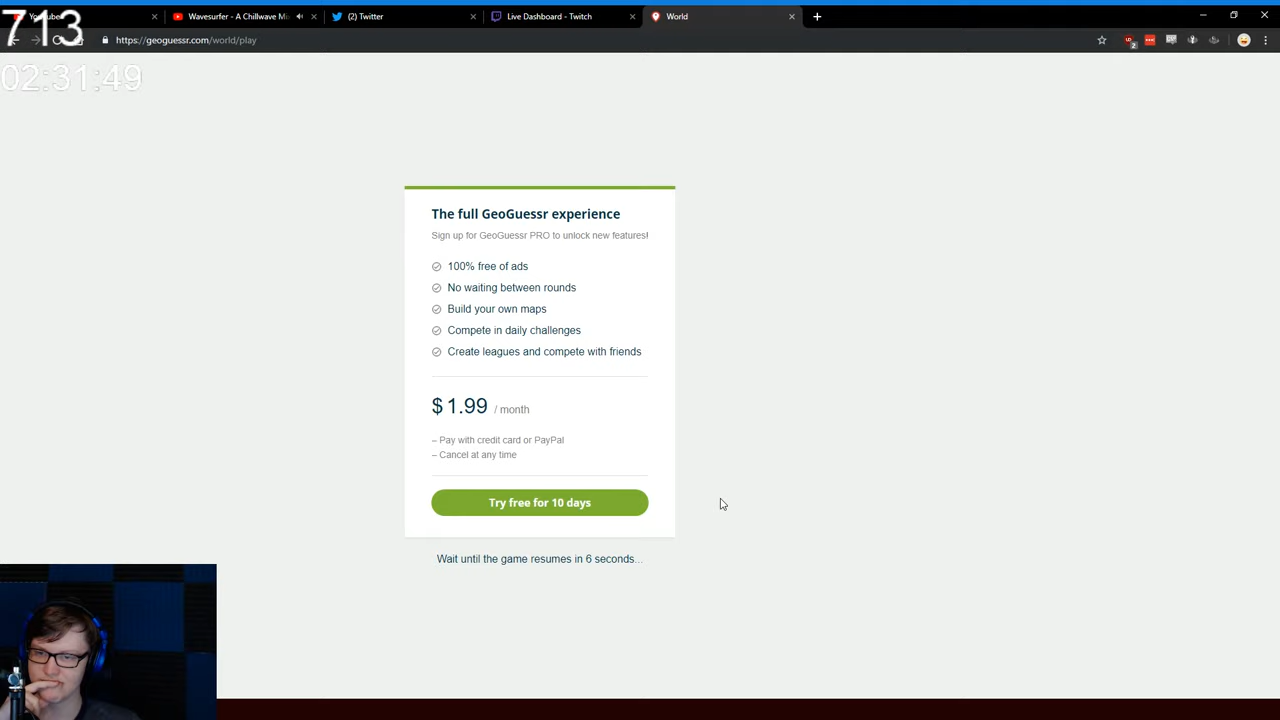 713
YouTube
Wavesurfer - A Chillwave Mi
(2) Twitter
Live Dashboard - Twitch
World
https://geoguessr.com/world/play
2
02:31:49
The full GeoGuessr experience
Sign up for GeoGuessr PRO to unlock new features!
100% free of ads
No waiting between rounds
Build your own maps
Compete in daily challenges
Create leagues and compete with friends
$ 1.99 / month
– Pay with credit card or PayPal
– Cancel at any time
Try free for 10 days
Wait until the game resumes in 6 seconds...